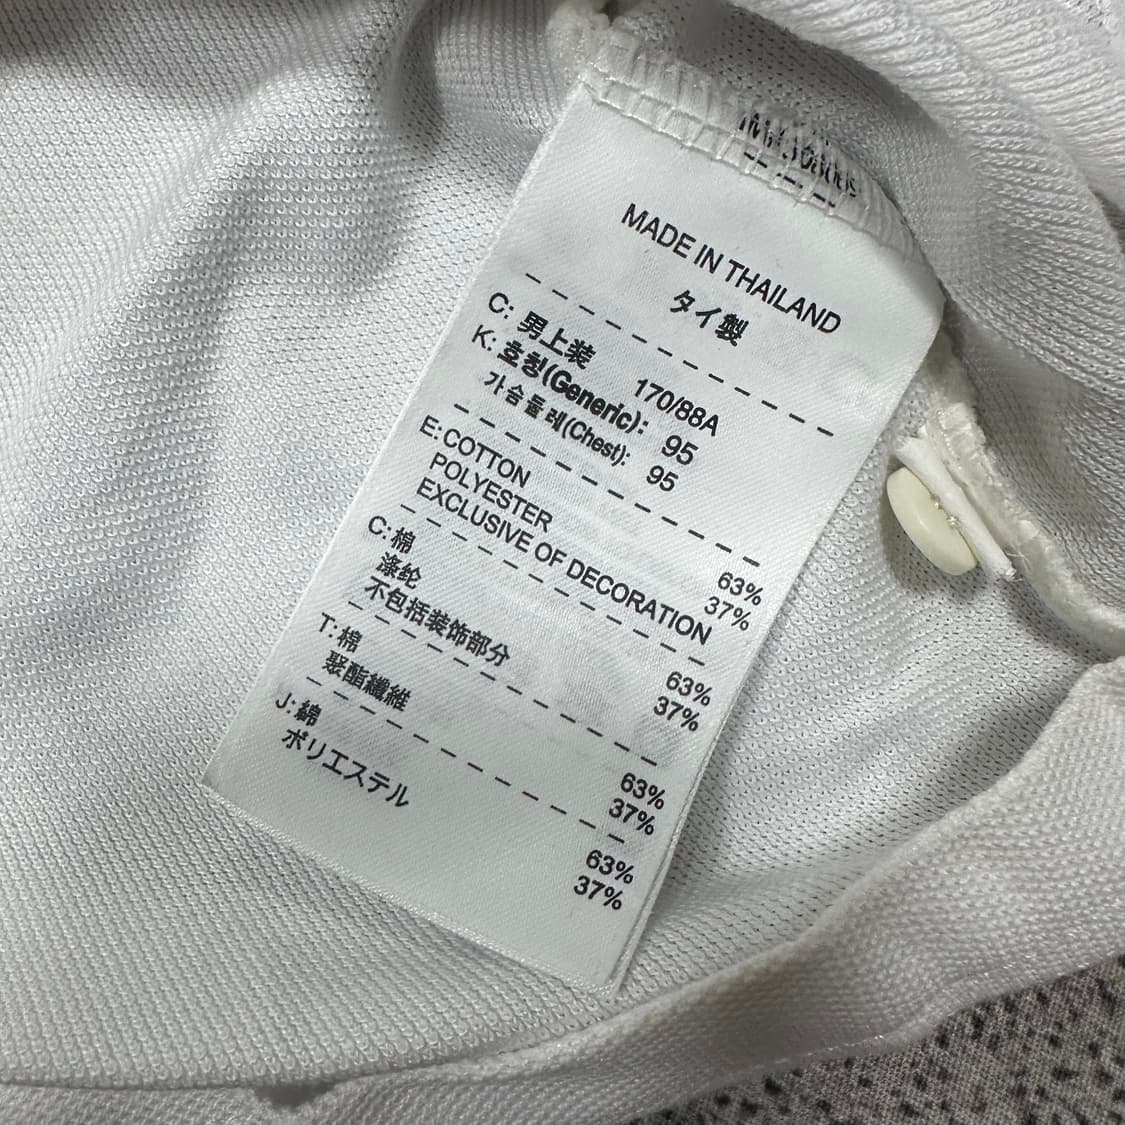 MADE IN THAILAND
タイ製
C: 男上装 170/88A
K: 호칭(Generic): 95
가슴둘레(Chest): 95
E: COTTON 63%
POLYESTER 37%
EXCLUSIVE OF DECORATION
C: 棉 63%
涤纶 37%
不包括装饰部分
T: 棉 63%
聚酯纖維 37%
J: 綿 63%
ポリエステル 37%